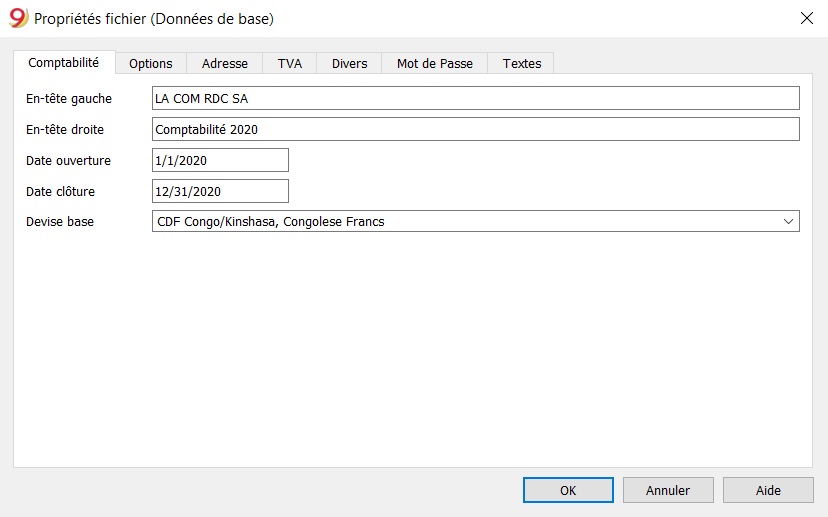 9 Propriétés fichier (Données de base)
Comptabilité Options Adresse TVA Divers Mot de Passe Textes
En-tête gauche LA COM RDC SA
En-tête droite Comptabilité 2020
Date ouverture 1/1/2020
Date clôture 12/31/2020
Devise base CDF Congo/Kinshasa, Congolese Francs
OK Annuler Aide